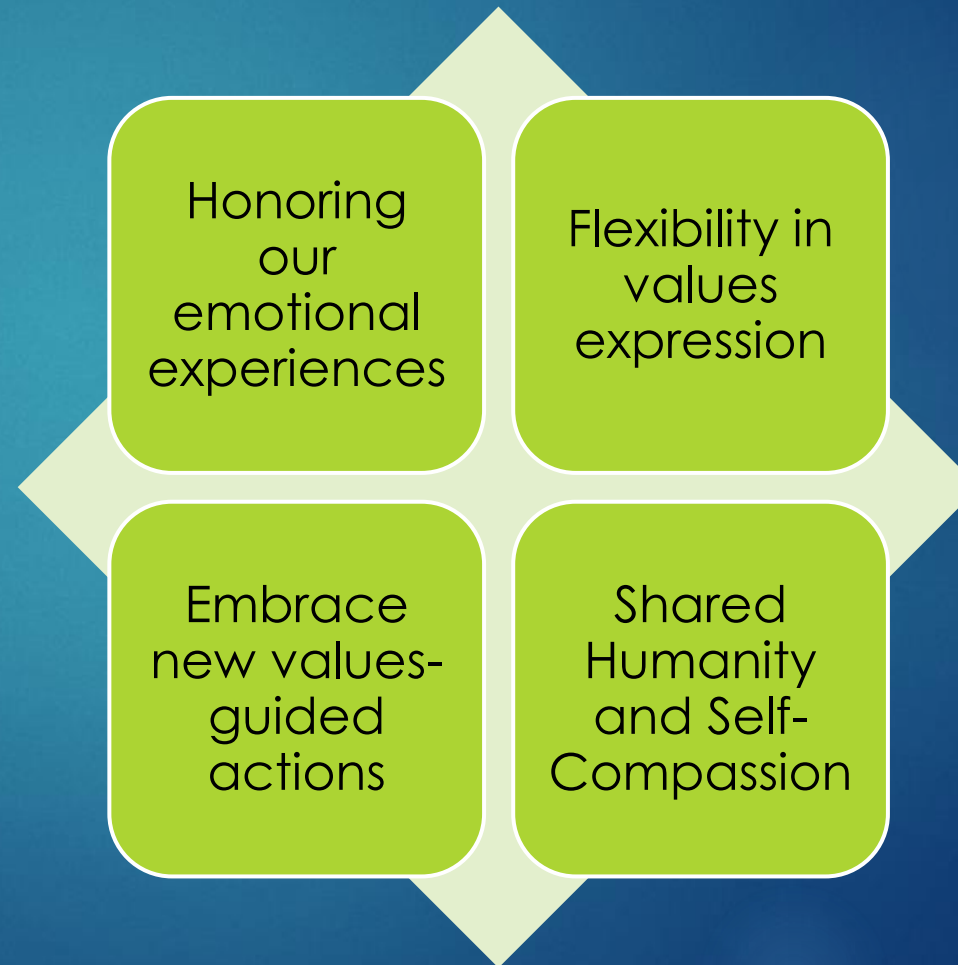 Honoring
our
emotional
experiences
Flexibility in
values
expression
Embrace
new values-
guided
actions
Shared
Humanity
and Self-
Compassion